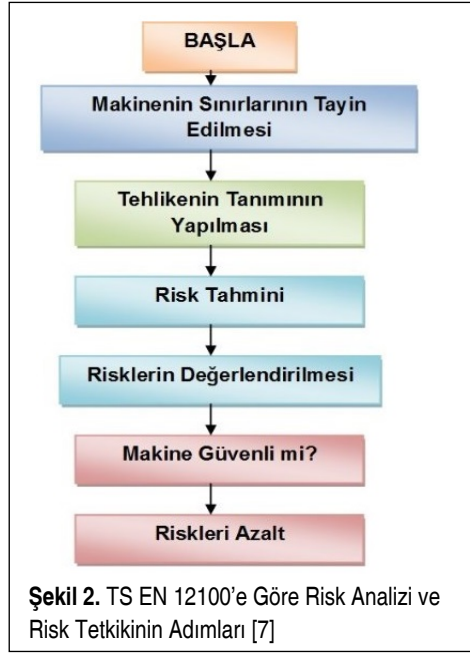 BAŞLA
Makinenin Sınırlarının Tayin
Edilmesi
Tehlikenin Tanımının
Yapılması
Risk Tahmini
Risklerin Değerlendirilmesi
Makine Güvenli mi?
Riskleri Azalt
Şekil 2. TS EN 12100’e Göre Risk Analizi ve
Risk Tetkikinin Adımları [7]